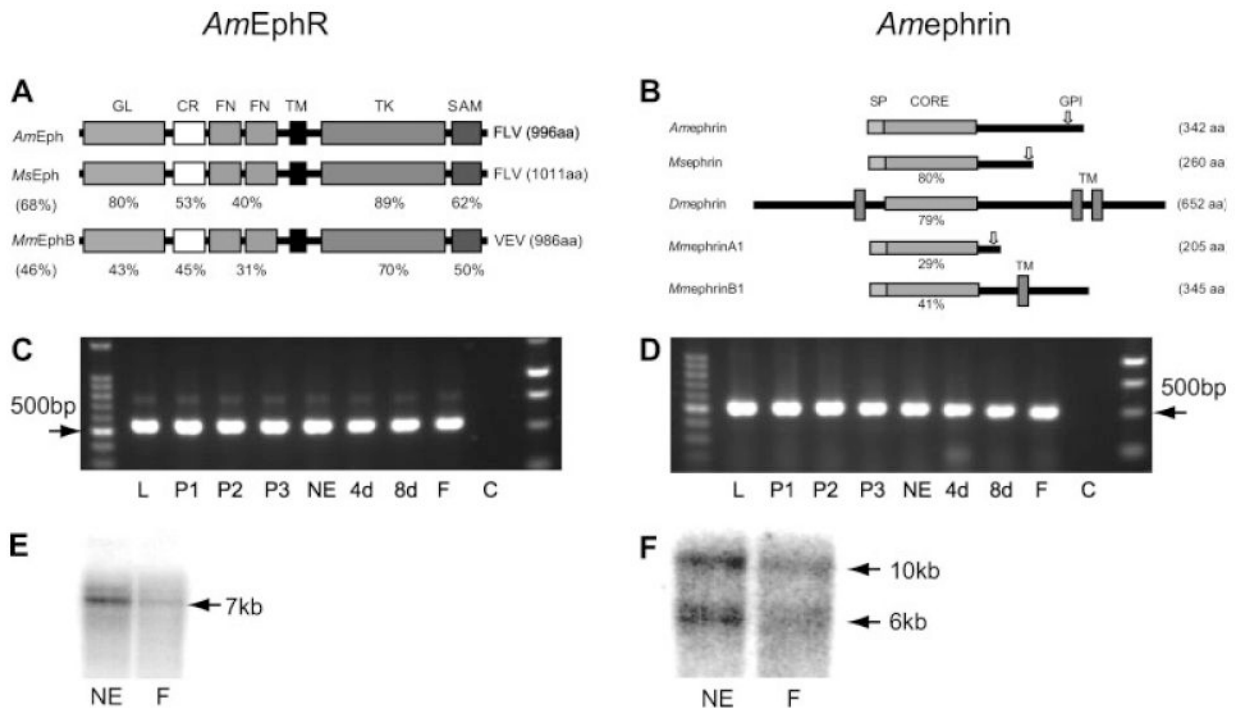 AmEphR
Amephrin
A
GL CR FN FN TM TK SAM
AmEph FLV (996aa)
MsEph FLV (1011aa)
(68%) 80% 53% 40% 89% 62%
MmEphB VEV (986aa)
(46%) 43% 45% 31% 70% 50%
B
SP CORE GPI
Amephrin (342 aa
Msephrin (260 aa
80%
TM
Dmephrin (652 aa)
79%
MmephrinA1 (205 aa
29%
TM
MmephrinB1 (345 aa
41%
C
500bp
L P1 P2 P3 NE 4d 8d F C
D
500bp
L P1 P2 P3 NE 4d 8d F C
E
7kb
NE F
F
10kb
6kb
NE F